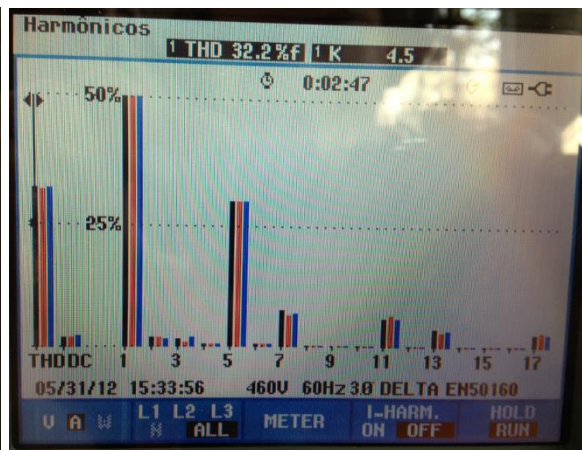 Harmônicos
1 THD 32.2%f 1 K 4.5
0:02:47
50%
25%
THD DC 1 3 5 7 9 11 13 15 17
05/31/12 15:33:56 460V 60Hz 3Ø DELTA EN50160
V A W L1 L2 L3 N ALL METER I-HARM. ON OFF HOLD RUN